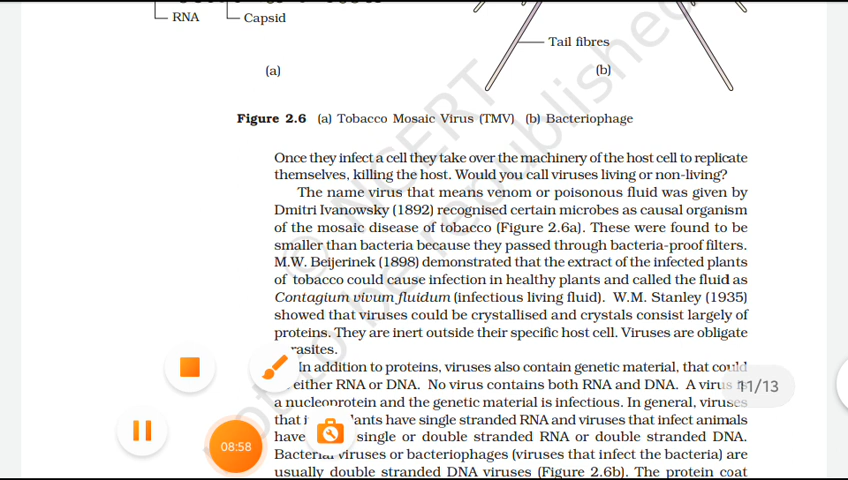 RNA Capsid
Tail fibres
(a) (b)
Figure 2.6 (a) Tobacco Mosaic Virus (TMV) (b) Bacteriophage
© NCERT
not to be republished
Once they infect a cell they take over the machinery of the host cell to replicate
themselves, killing the host. Would you call viruses living or non-living?
The name virus that means venom or poisonous fluid was given by
Dmitri Ivanowsky (1892) recognised certain microbes as causal organism
of the mosaic disease of tobacco (Figure 2.6a). These were found to be
smaller than bacteria because they passed through bacteria-proof filters.
M.W. Beijerinek (1898) demonstrated that the extract of the infected plants
of tobacco could cause infection in healthy plants and called the fluid as
Contagium vivum fluidum (infectious living fluid). W.M. Stanley (1935)
showed that viruses could be crystallised and crystals consist largely of
proteins. They are inert outside their specific host cell. Viruses are obligate
rasites.
In addition to proteins, viruses also contain genetic material, that could
either RNA or DNA. No virus contains both RNA and DNA. A virus
11/13
a nucleoprotein and the genetic material is infectious. In general, viruses
that lants have single stranded RNA and viruses that infect animals
have single or double stranded RNA or double stranded DNA.
08:58
Bacterial viruses or bacteriophages (viruses that infect the bacteria) are
usually double stranded DNA viruses (Figure 2.6b). The protein coat